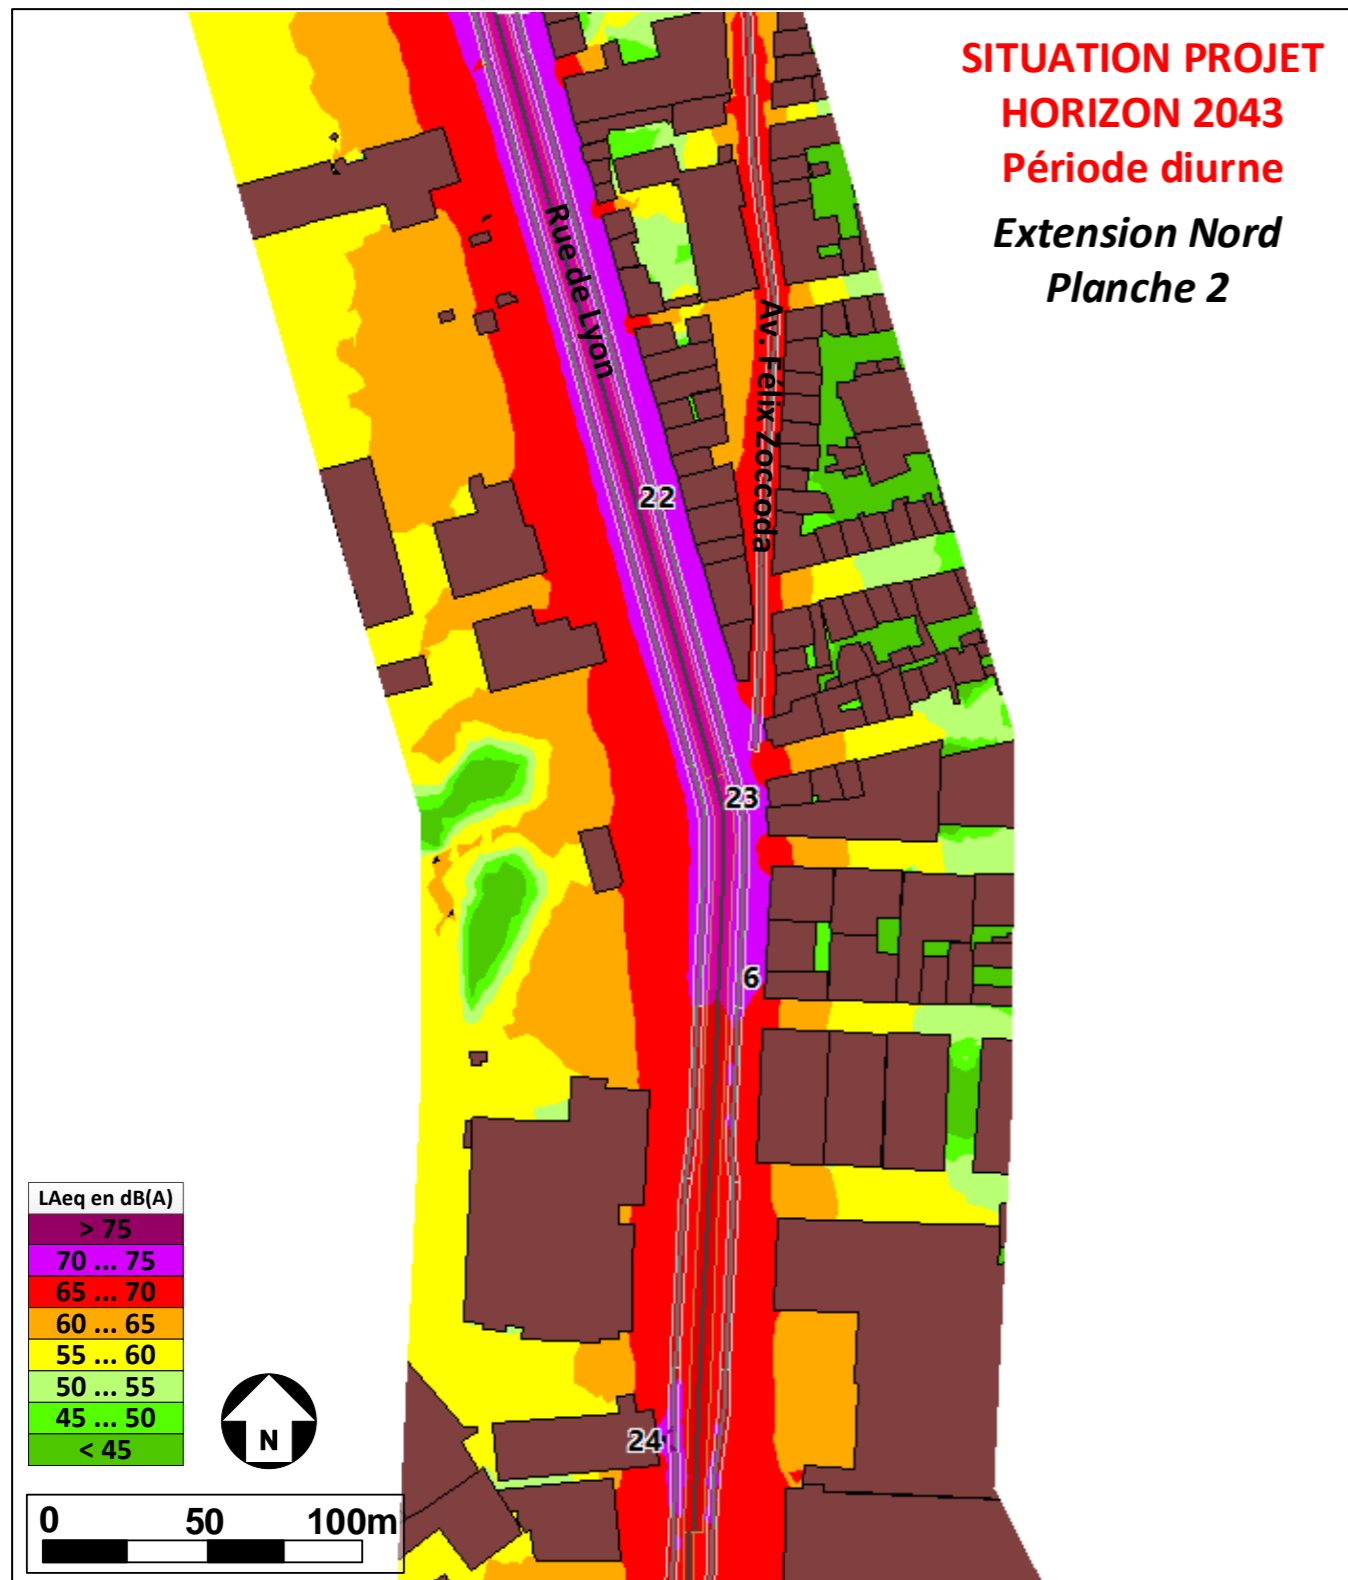 SITUATION PROJET
HORIZON 2043
Période diurne
Extension Nord
Planche 2
Rue de Lyon
Av. Félix Zoccoda
22
23
6
24
LAeq en dB(A)
> 75
70 ... 75
65 ... 70
60 ... 65
55 ... 60
50 ... 55
45 ... 50
< 45
N
0 50 100m